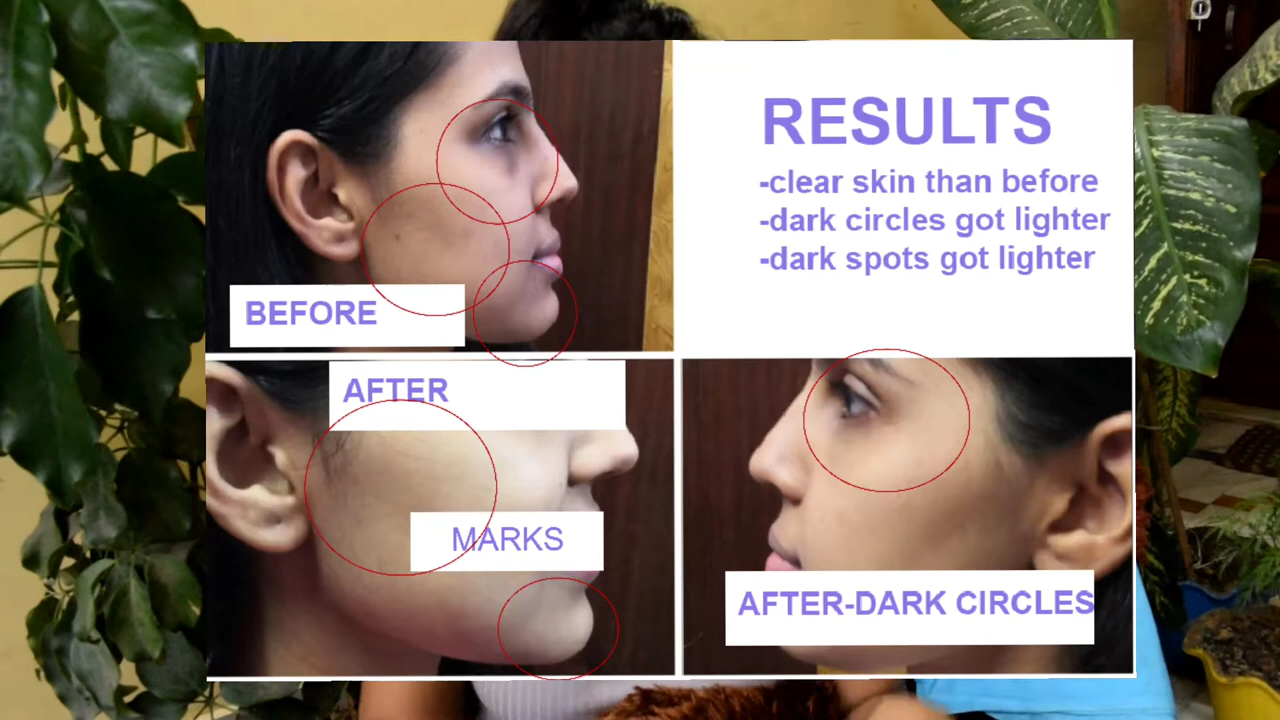 RESULTS
-clear skin than before
-dark circles got lighter
-dark spots got lighter
BEFORE
AFTER
MARKS
AFTER-DARK CIRCLES